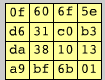 0f 60 6f 5e
d6 31 c0 b3
da 38 10 13
a9 bf 6b 01